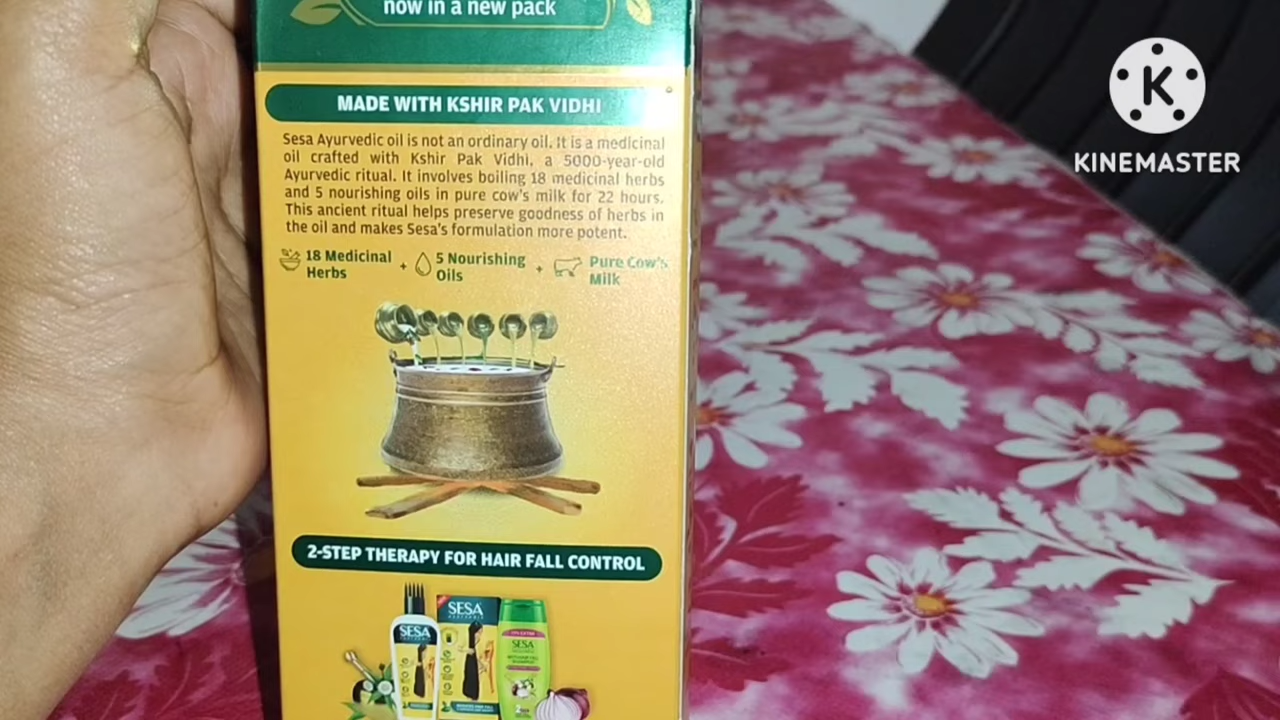 now in a new pack
MADE WITH KSHIR PAK VIDHI
Sesa Ayurvedic oil is not an ordinary oil. It is a medicinal
oil crafted with Kshir Pak Vidhi, a 5000-year-old
Ayurvedic ritual. It involves boiling 18 medicinal herbs
and 5 nourishing oils in pure cow's milk for 22 hours.
This ancient ritual helps preserve goodness of herbs in
the oil and makes Sesa's formulation more potent.
18 Medicinal
Herbs
+
5 Nourishing
Oils
+
Pure Cow's
Milk
2-STEP THERAPY FOR HAIR FALL CONTROL
SESA
SESA
SESA
K
KINEMASTER